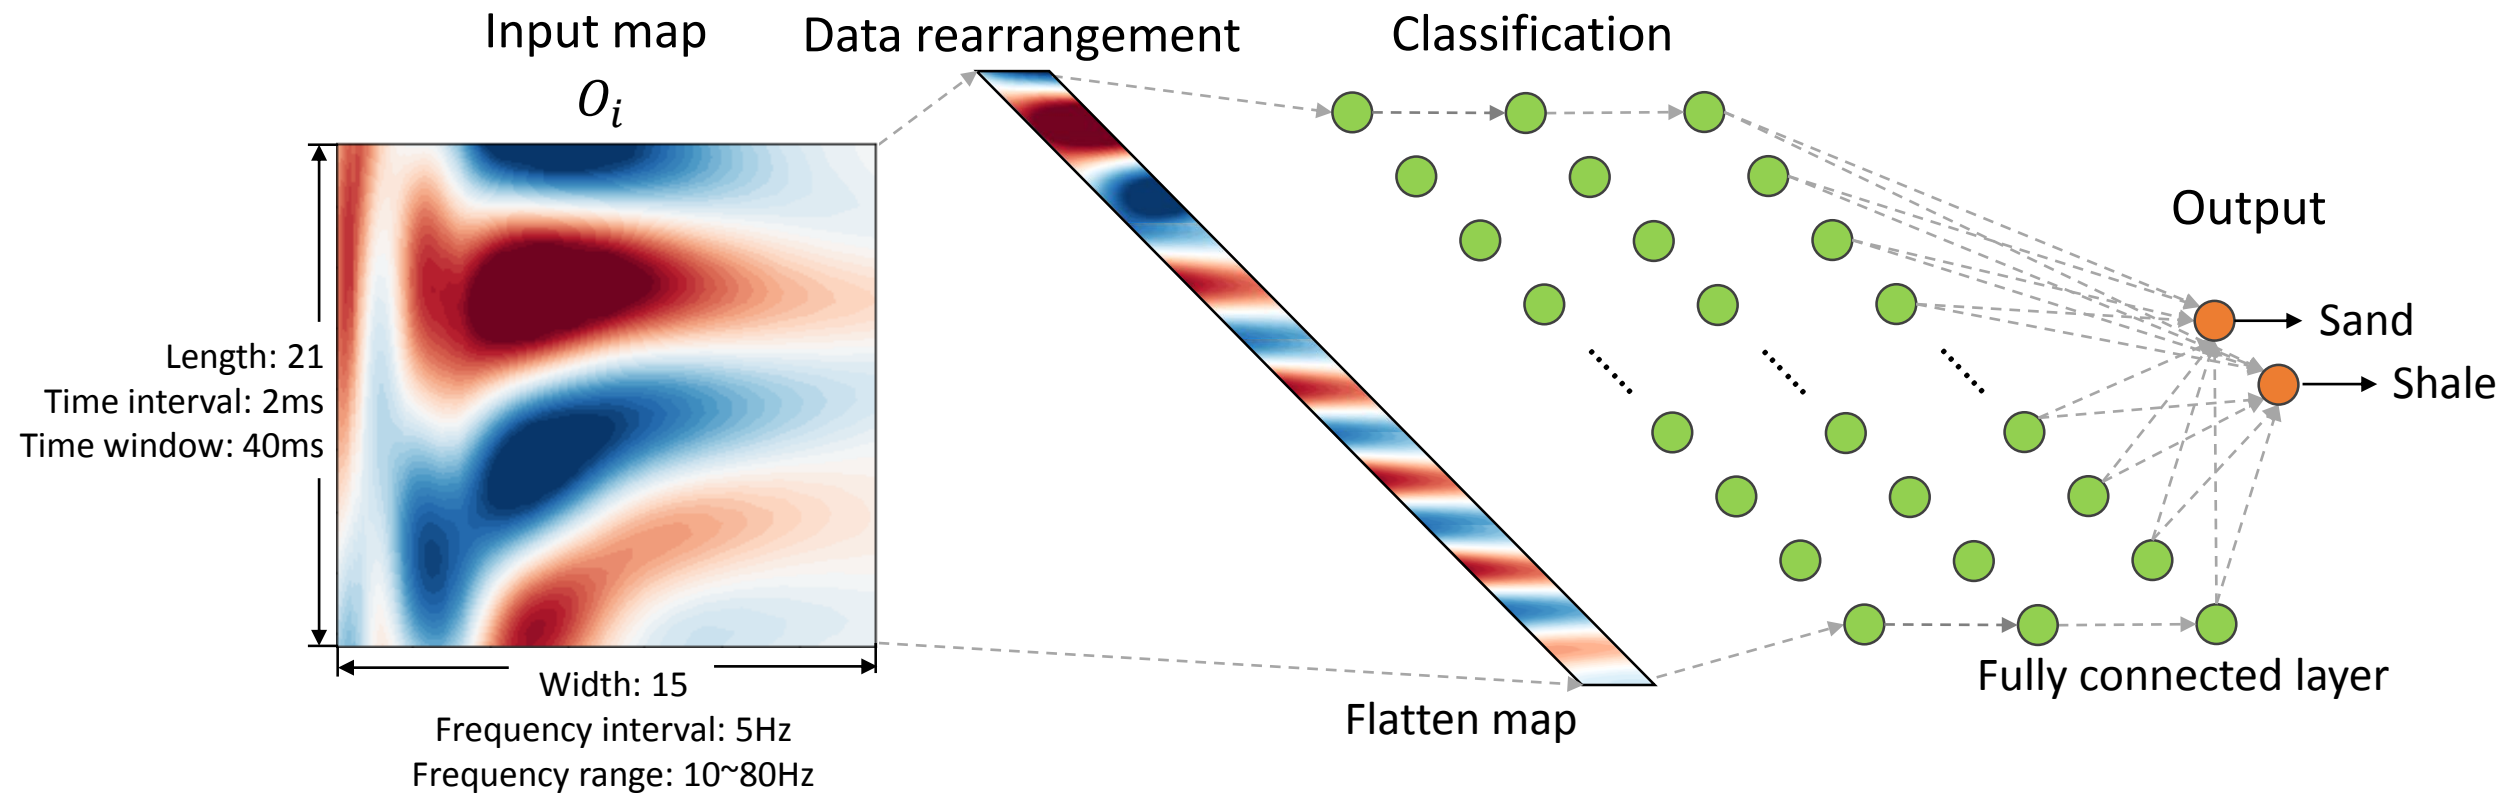 Input map
Data rearrangement
Classification
O_i
Output
Sand
Shale
Length: 21
Time interval: 2ms
Time window: 40ms
Width: 15
Frequency interval: 5Hz
Frequency range: 10~80Hz
Flatten map
Fully connected layer